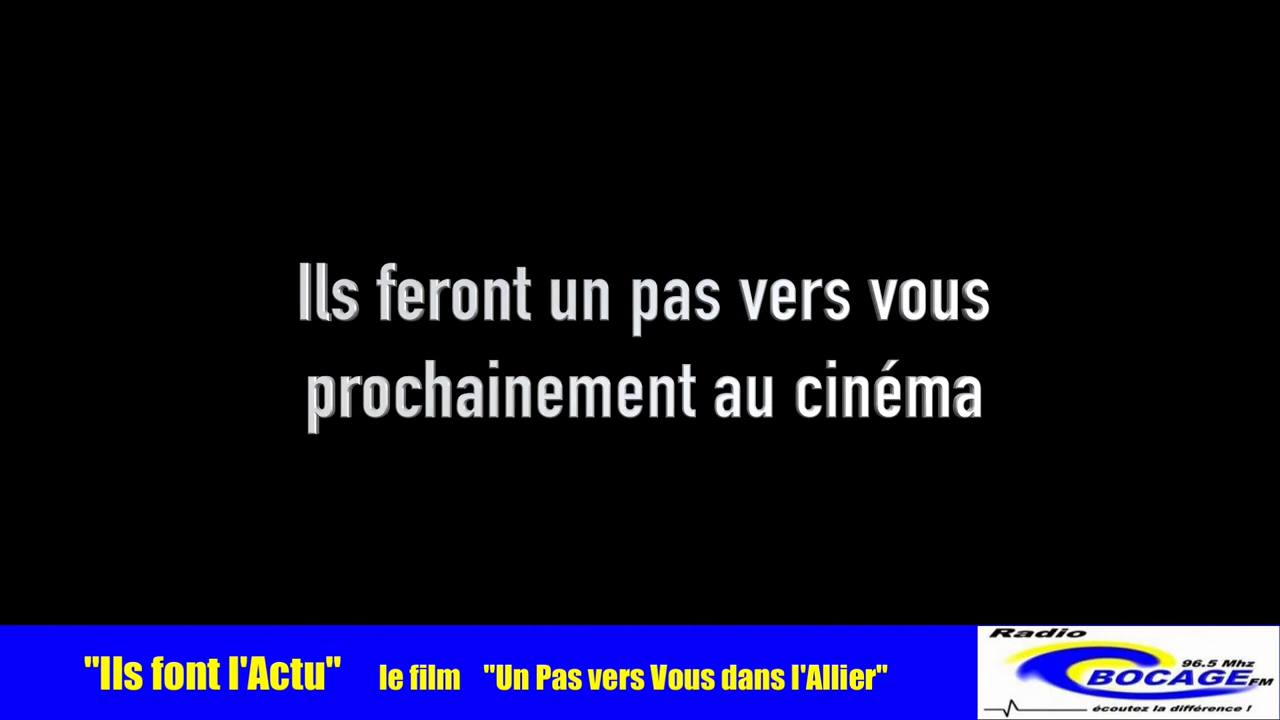 Ils feront un pas vers vous
prochainement au cinéma
"Ils font l'Actu" le film "Un Pas vers Vous dans l'Allier"
Radio
96.5 Mhz
BOCAGE FM
écoutez la différence !